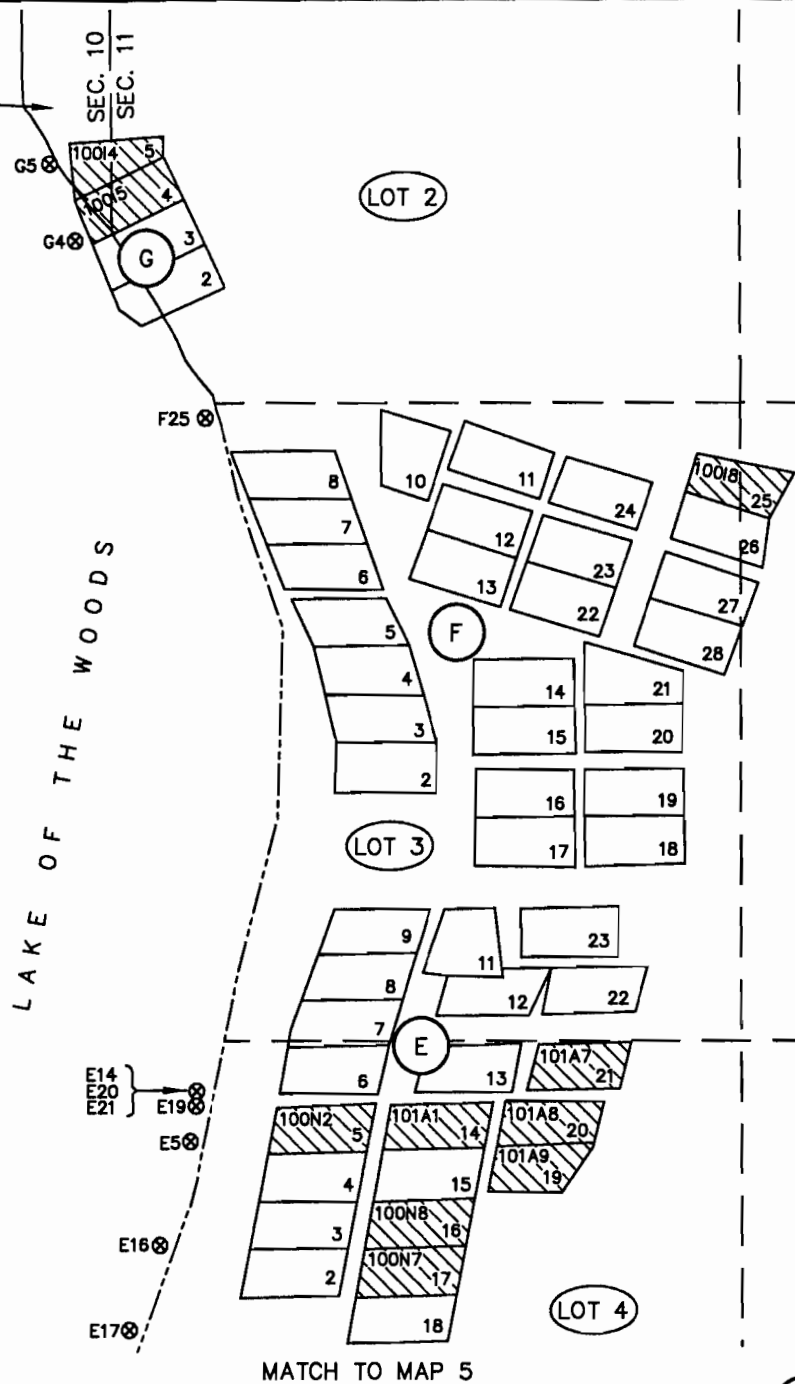 SEC. 10
SEC. 11
10014 5
G5
10015 4
LOT 2
G4
3
G
2
F25
10
11
24
10018
25
8
12
26
7
23
27
6
13
22
28
5
F
14
21
4
15
20
3
2
16
19
LOT 3
17
18
LAKE OF THE WOODS
9
11
23
8
12
22
7
E
6
13
101A7
21
E14
E20
E21
E19
100N2
5
101A1
14
101A8
20
E5
101A9
19
4
15
100N8
16
E16
3
100N7
17
2
LOT 4
E17
18
MATCH TO MAP 5